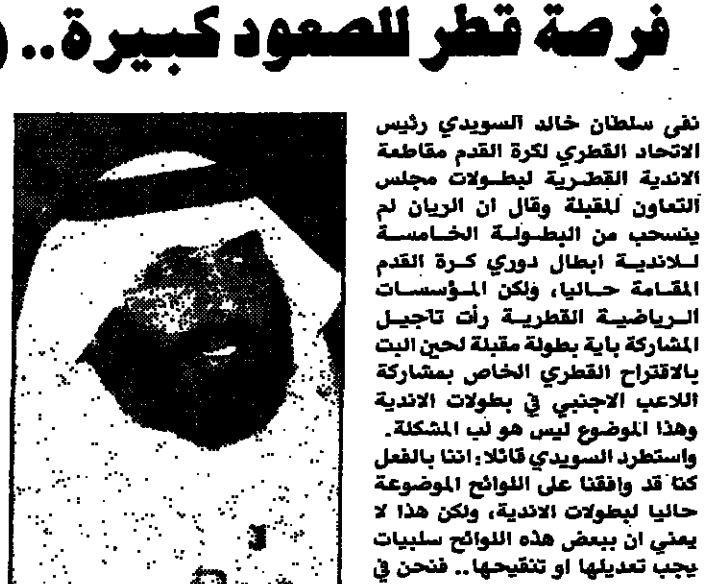 فرصة قطر للصعود كبيرة..
نفى سلطان خالد السويدي رئيس
الاتحاد القطري لكرة القدم مقاطعة
الاندية القطرية لبطولات مجلس
التعاون المقبلة وقال ان الريان لم
ينسحب من البطولة الخامسة
للاندية ابطال دوري كرة القدم
المقامة حاليا، ولكن المؤسسات
الرياضية القطرية رأت تاجيل
المشاركة باية بطولة مقبلة لحين البت
بالاقتراح القطري الخاص بمشاركة
اللاعب الاجنبي في بطولات الاندية
وهذا الموضوع ليس هو لب المشكلة.
واستطرد السويدي قائلا: اننا بالفعل
كنا قد وافقنا على اللوائح الموضوعة
حاليا لبطولات الاندية، ولكن هذا لا
يعني ان ببعض هذه اللوائح سلبيات
يجب تعديلها او تنقيحها.. فنحن في